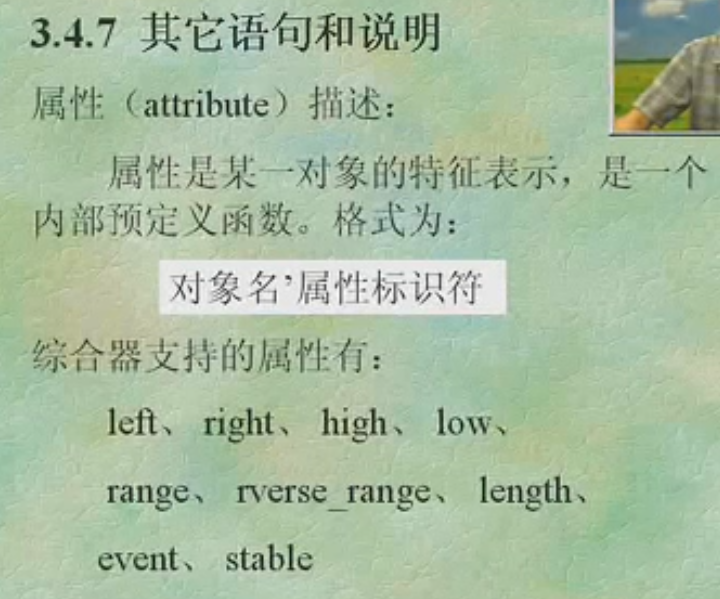 3.4.7 其它语句和说明
属性（attribute）描述：
属性是某一对象的特征表示，是一个
内部预定义函数。格式为：
对象名’属性标识符
综合器支持的属性有：
left、 right、 high、 low、
range、 rverse_range、 length、
event、 stable